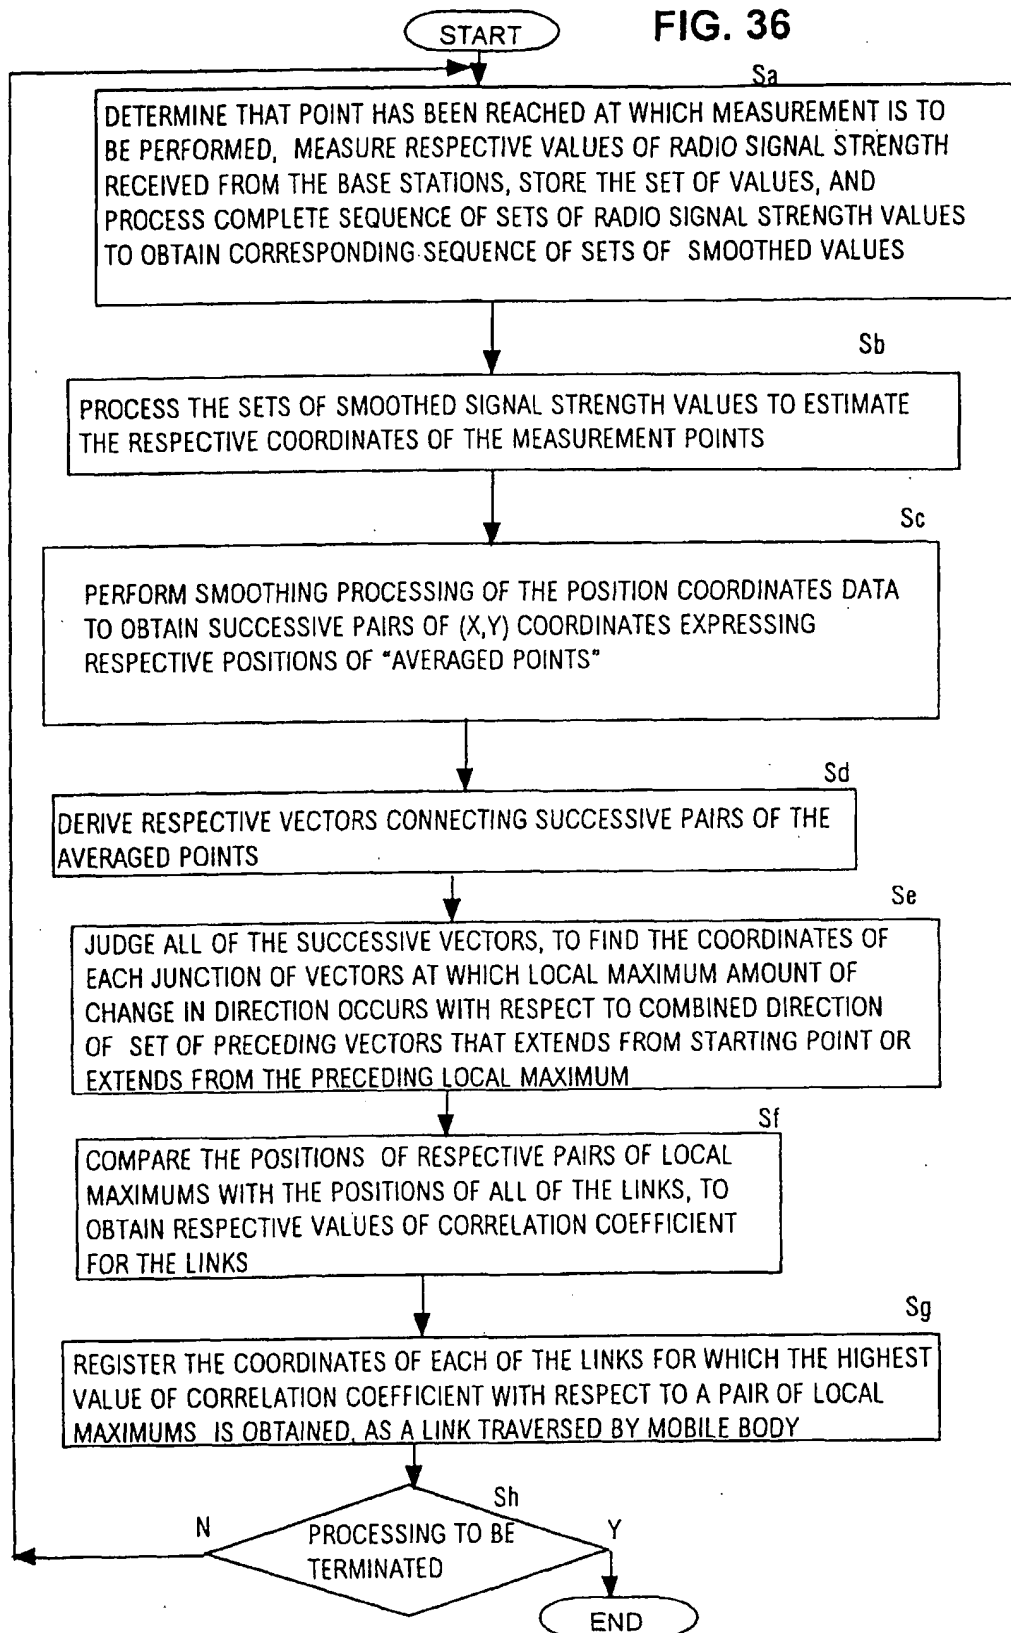 FIG. 36
START
Sa
DETERMINE THAT POINT HAS BEEN REACHED AT WHICH MEASUREMENT IS TO
BE PERFORMED, MEASURE RESPECTIVE VALUES OF RADIO SIGNAL STRENGTH
RECEIVED FROM THE BASE STATIONS, STORE THE SET OF VALUES, AND
PROCESS COMPLETE SEQUENCE OF SETS OF RADIO SIGNAL STRENGTH VALUES
TO OBTAIN CORRESPONDING SEQUENCE OF SETS OF SMOOTHED VALUES
Sb
PROCESS THE SETS OF SMOOTHED SIGNAL STRENGTH VALUES TO ESTIMATE
THE RESPECTIVE COORDINATES OF THE MEASUREMENT POINTS
Sc
PERFORM SMOOTHING PROCESSING OF THE POSITION COORDINATES DATA
TO OBTAIN SUCCESSIVE PAIRS OF (X,Y) COORDINATES EXPRESSING
RESPECTIVE POSITIONS OF "AVERAGED POINTS"
Sd
DERIVE RESPECTIVE VECTORS CONNECTING SUCCESSIVE PAIRS OF THE
AVERAGED POINTS
Se
JUDGE ALL OF THE SUCCESSIVE VECTORS, TO FIND THE COORDINATES OF
EACH JUNCTION OF VECTORS AT WHICH LOCAL MAXIMUM AMOUNT OF
CHANGE IN DIRECTION OCCURS WITH RESPECT TO COMBINED DIRECTION
OF SET OF PRECEDING VECTORS THAT EXTENDS FROM STARTING POINT OR
EXTENDS FROM THE PRECEDING LOCAL MAXIMUM
Sf
COMPARE THE POSITIONS OF RESPECTIVE PAIRS OF LOCAL
MAXIMUMS WITH THE POSITIONS OF ALL OF THE LINKS, TO
OBTAIN RESPECTIVE VALUES OF CORRELATION COEFFICIENT
FOR THE LINKS
Sg
REGISTER THE COORDINATES OF EACH OF THE LINKS FOR WHICH THE HIGHEST
VALUE OF CORRELATION COEFFICIENT WITH RESPECT TO A PAIR OF LOCAL
MAXIMUMS IS OBTAINED, AS A LINK TRAVERSED BY MOBILE BODY
Sh
N
PROCESSING TO BE
TERMINATED
Y
END